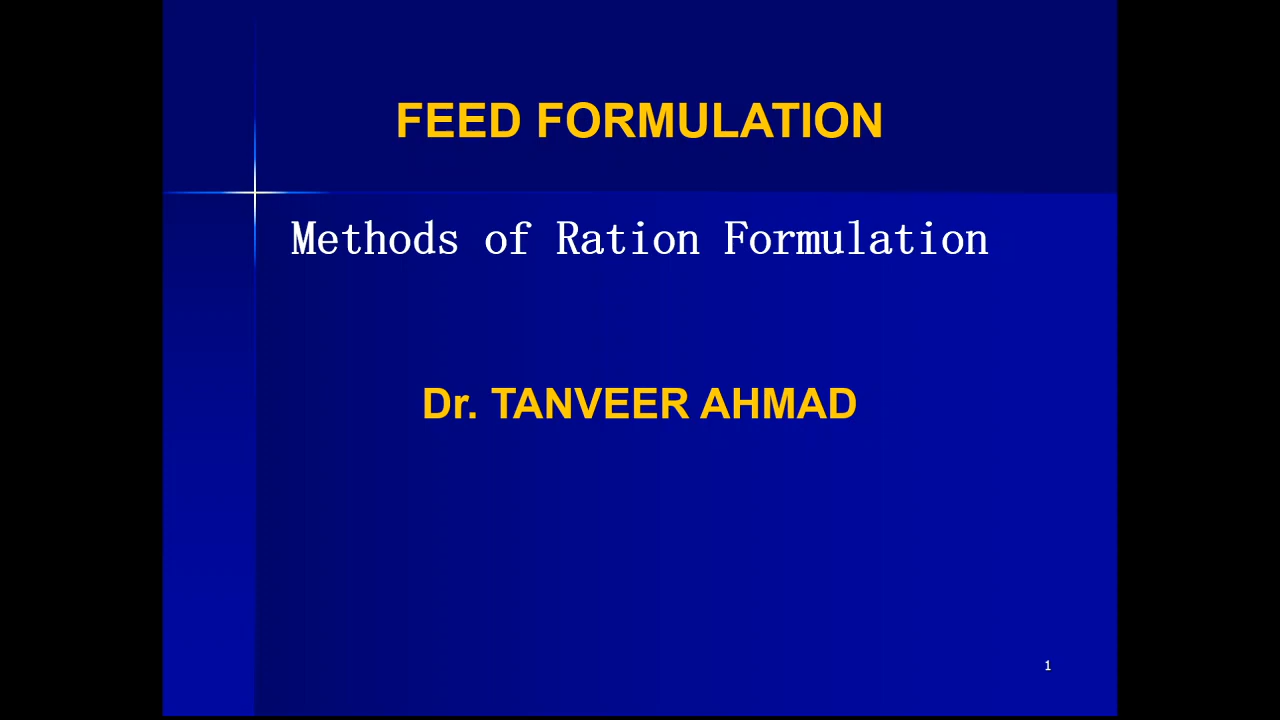 FEED FORMULATION
Methods of Ration Formulation
Dr. TANVEER AHMAD
1